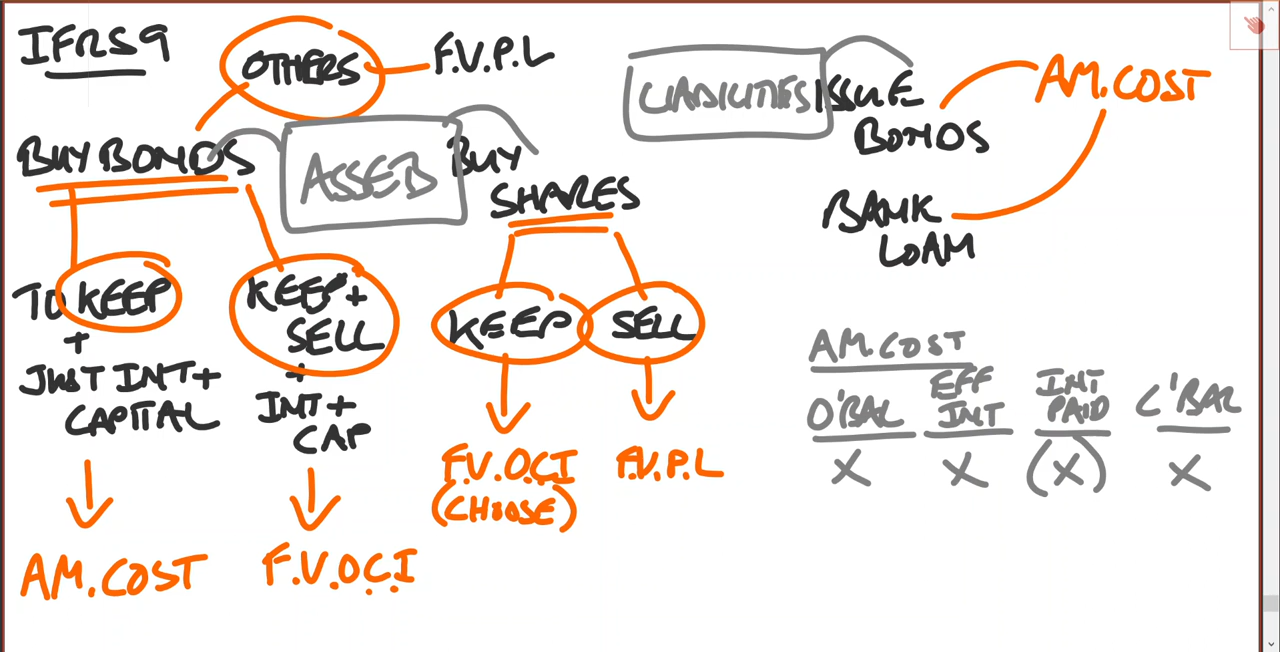 IFRS9
OTHERS
F.V.P.L
BUY BONDS
ASSETS
BUY
SHARES
TO KEEP
+
JUST INT+
CAPITAL
AM.COST
KEEP+
SELL
+
INT+
CAP
F.V.O.C.I
KEEP
F.V.O.C.I
(CHOOSE)
SELL
F.V.P.L
LIABILITIES
ISSUE
BONDS
BANK
LOAN
AM.COST
AM.COST
O'BAL
EFF
INT
INT
PAID
C'BAL
X
X
(X)
X